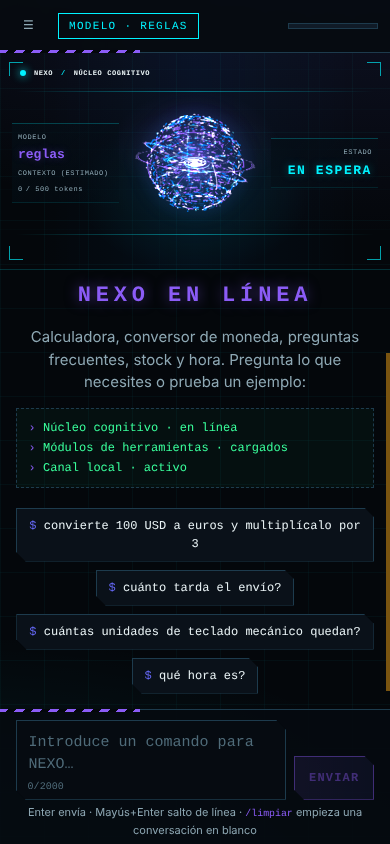 ☰ MODELO · REGLAS
NEXO / NÚCLEO COGNITIVO
MODELO
reglas
CONTEXTO (ESTIMADO)
0 / 500 tokens
ESTADO
EN ESPERA
NEXO EN LÍNEA
Calculadora, conversor de moneda, preguntas
frecuentes, stock y hora. Pregunta lo que
necesites o prueba un ejemplo:
› Núcleo cognitivo · en línea
› Módulos de herramientas · cargados
› Canal local · activo
$ convierte 100 USD a euros y multiplícalo por
3
$ cuánto tarda el envío?
$ cuántas unidades de teclado mecánico quedan?
$ qué hora es?
Introduce un comando para
NEXO…
0/2000
ENVIAR
Enter envía · Mayús+Enter salto de línea · /limpiar empieza una
conversación en blanco